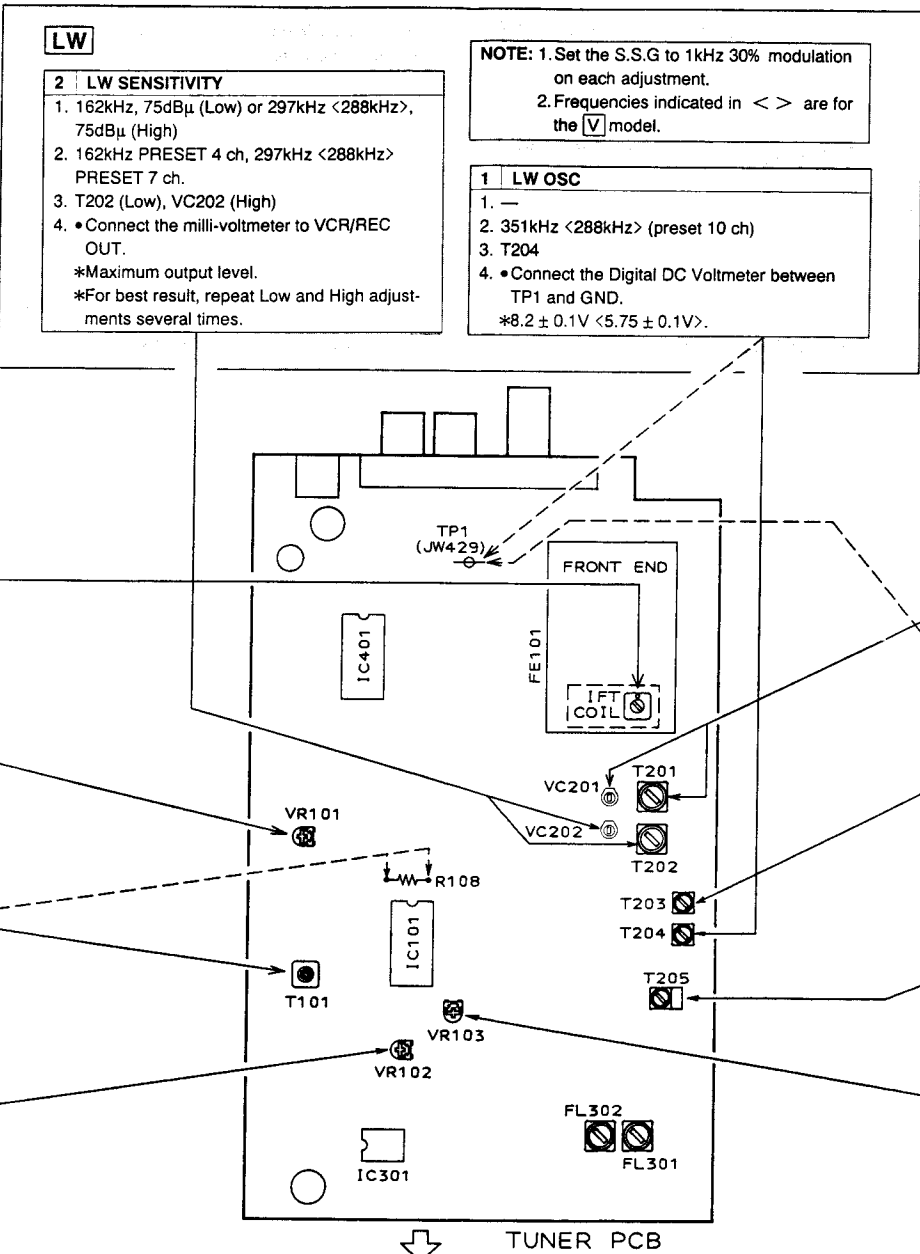 LW
NOTE: 1. Set the S.S.G to 1kHz 30% modulation
on each adjustment.
2. Frequencies indicated in < > are for
the V model.
2 LW SENSITIVITY
1. 162kHz, 75dBµ (Low) or 297kHz <288kHz>,
75dBµ (High)
2. 162kHz PRESET 4 ch, 297kHz <288kHz>
PRESET 7 ch.
3. T202 (Low), VC202 (High)
4. •Connect the milli-voltmeter to VCR/REC
OUT.
*Maximum output level.
*For best result, repeat Low and High adjust-
ments several times.
1 LW OSC
1. —
2. 351kHz <288kHz> (preset 10 ch)
3. T204
4. •Connect the Digital DC Voltmeter between
TP1 and GND.
*8.2 ± 0.1V <5.75 ± 0.1V>.
TP1
(JW429)
FRONT END
FE101
IC401
IFT
COIL
VC201
T201
VR101
VC202
T202
R108
T203
IC101
T204
T101
T205
VR103
VR102
FL302
FL301
IC301
TUNER PCB